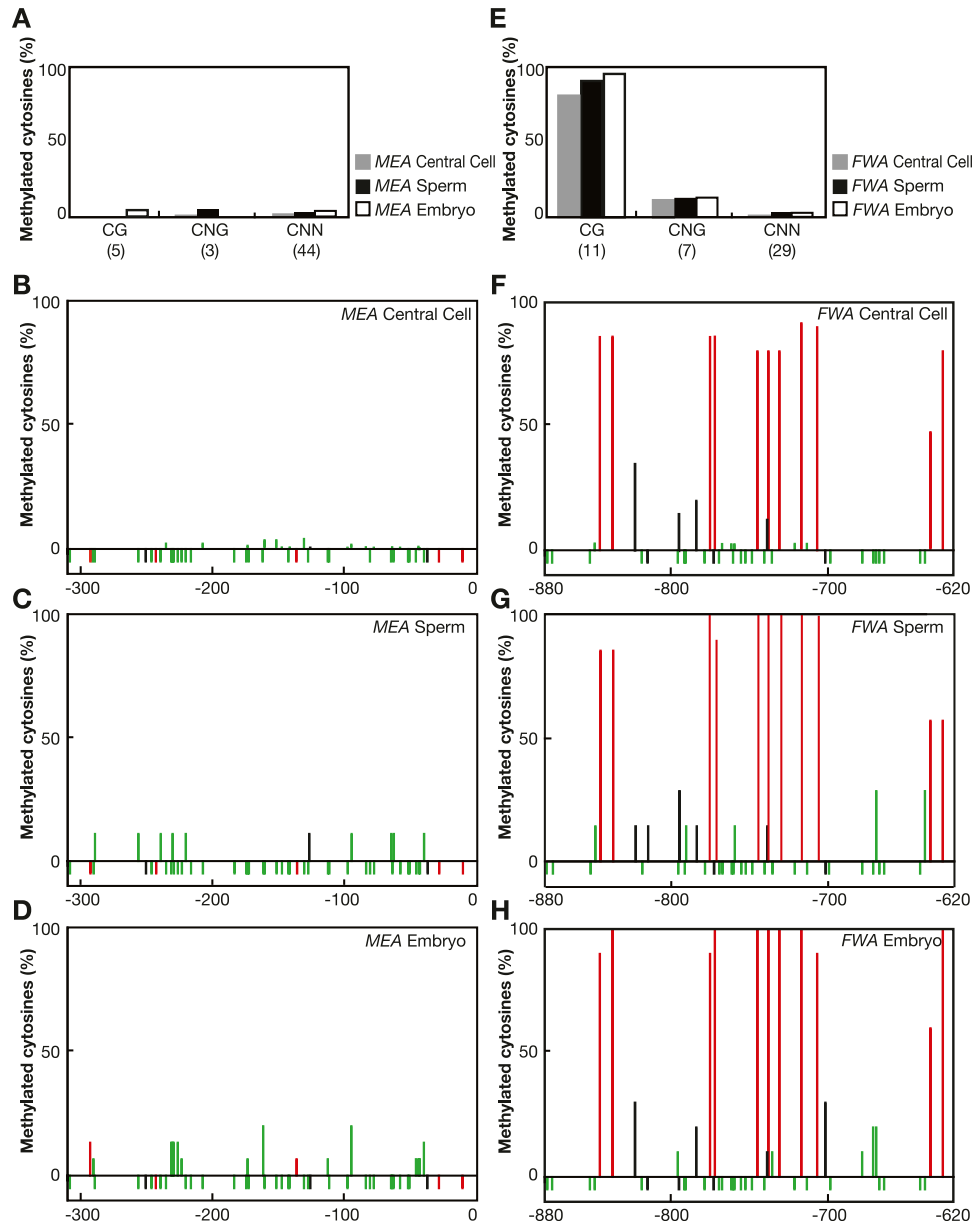 A
Methylated cytosines (%)
100
50
0
CG
(5)
CNG
(3)
CNN
(44)
MEA Central Cell
MEA Sperm
MEA Embryo
E
Methylated cytosines (%)
100
50
0
CG
(11)
CNG
(7)
CNN
(29)
FWA Central Cell
FWA Sperm
FWA Embryo
B
Methylated cytosines (%)
100
50
0
MEA Central Cell
-300
-200
-100
0
F
Methylated cytosines (%)
100
50
0
FWA Central Cell
-880
-800
-700
-620
C
Methylated cytosines (%)
100
50
0
MEA Sperm
-300
-200
-100
0
G
Methylated cytosines (%)
100
50
0
FWA Sperm
-880
-800
-700
-620
D
Methylated cytosines (%)
100
50
0
MEA Embryo
-300
-200
-100
0
H
Methylated cytosines (%)
100
50
0
FWA Embryo
-880
-800
-700
-620